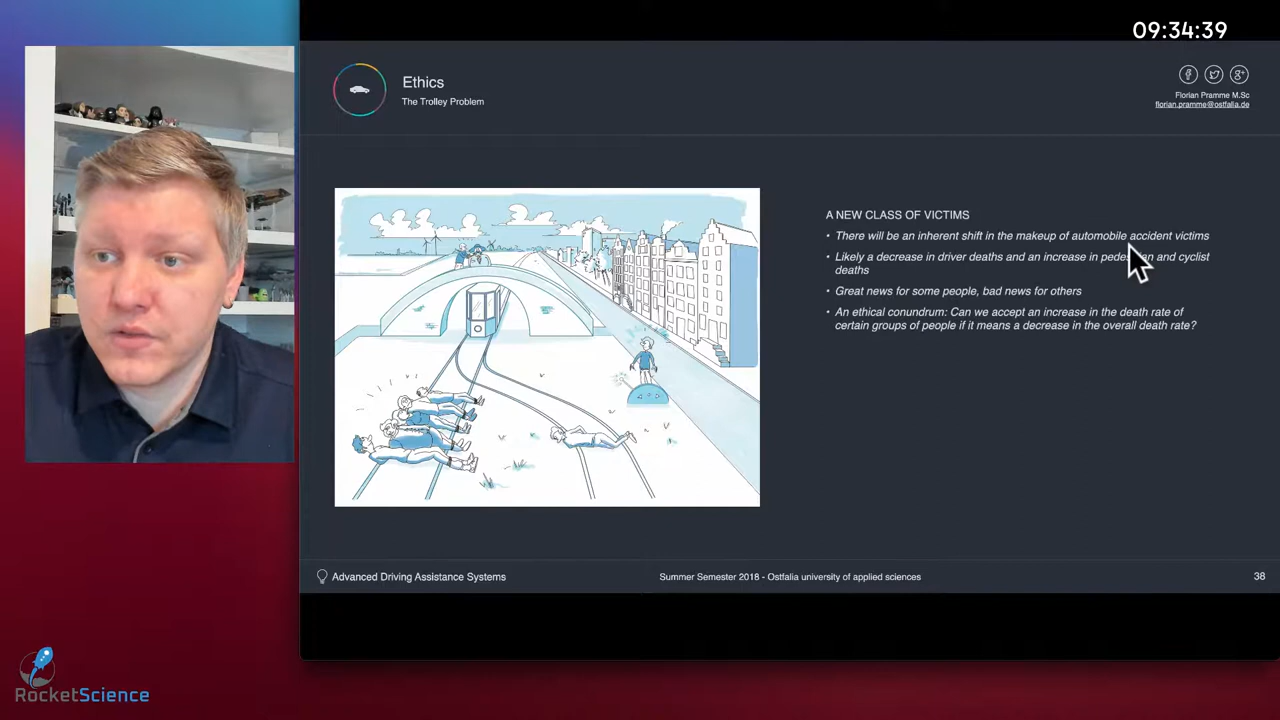 09:34:39
Ethics
The Trolley Problem
Florian Pramme M.Sc
florian.pramme@ostfalia.de
A NEW CLASS OF VICTIMS
• There will be an inherent shift in the makeup of automobile accident victims
• Likely a decrease in driver deaths and an increase in and cyclist
deaths
• Great news for some people, bad news for others
• An ethical conundrum: Can we accept an increase in the death rate of
certain groups of people if it means a decrease in the overall death rate?
Advanced Driving Assistance Systems
Summer Semester 2018 - Ostfalia university of applied sciences
38
RocketScience